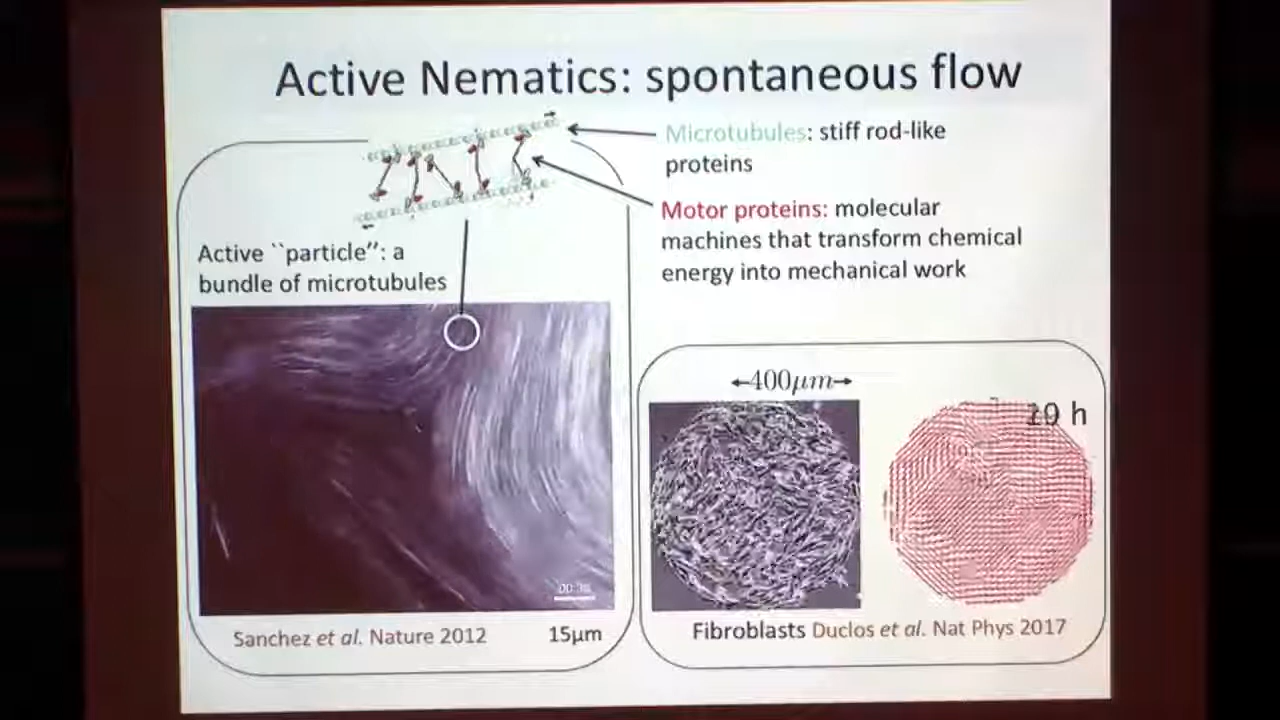 Active Nematics: spontaneous flow
Microtubules: stiff rod-like
proteins
Motor proteins: molecular
machines that transform chemical
energy into mechanical work
Active ``particle'': a
bundle of microtubules
400μm
Sanchez et al. Nature 2012
15μm
Fibroblasts Duclos et al. Nat Phys 2017